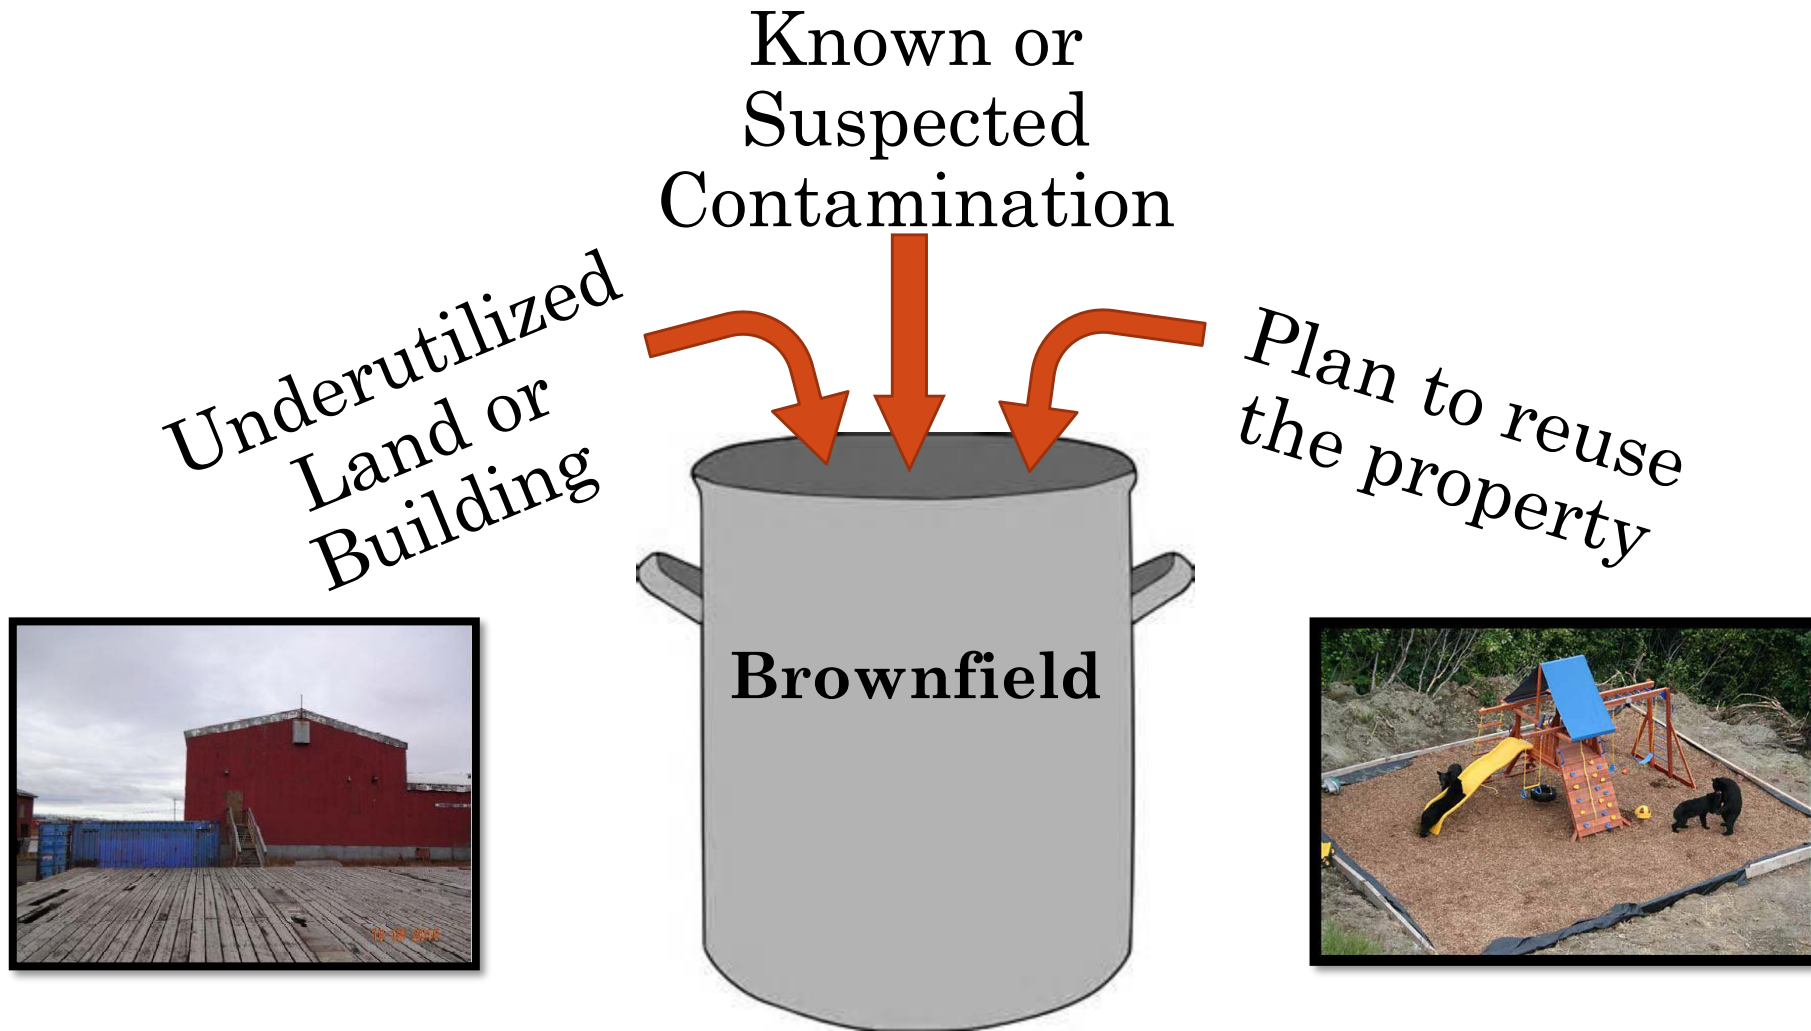 Known or
Suspected
Contamination
Underutilized
Land or
Building
Plan to reuse
the property
Brownfield